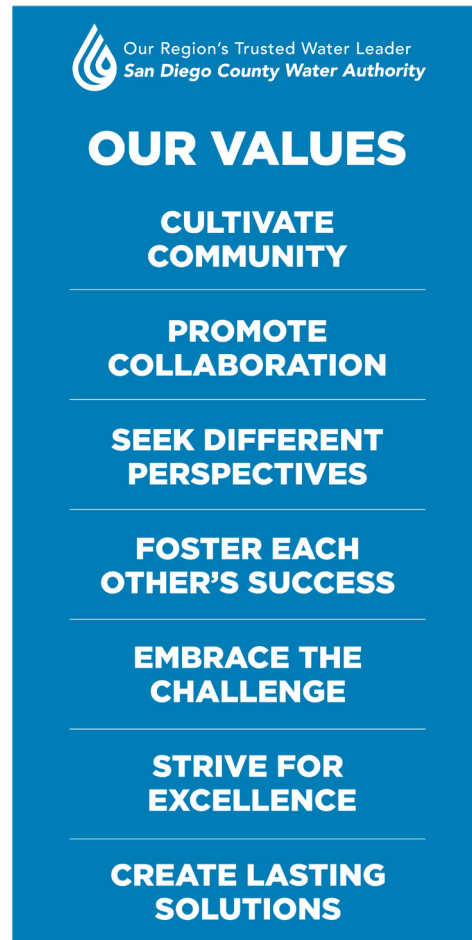 Our Region's Trusted Water Leader
San Diego County Water Authority
OUR VALUES
CULTIVATE
COMMUNITY
PROMOTE
COLLABORATION
SEEK DIFFERENT
PERSPECTIVES
FOSTER EACH
OTHER'S SUCCESS
EMBRACE THE
CHALLENGE
STRIVE FOR
EXCELLENCE
CREATE LASTING
SOLUTIONS